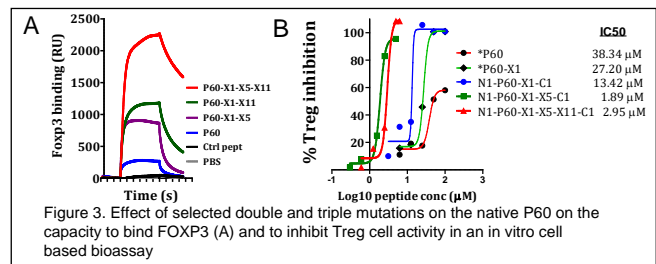 A
Foxp3 binding (RU)
3000
2500
2000
1500
1000
500
0
Time (s)
P60-X1-X5-X11
P60-X1-X11
P60-X1-X5
P60
Ctrl pept
PBS
B
% Treg inhibition
100
80
60
40
20
-1 0 1 2 3
Log10 peptide conc (μM)
IC50
*P60 38.34 μM
*P60-X1 27.20 μM
N1-P60-X1-C1 13.42 μM
N1-P60-X1-X5-C1 1.89 μM
N1-P60-X1-X5-X11-C1 2.95 μM
Figure 3. Effect of selected double and triple mutations on the native P60 on the
capacity to bind FOXP3 (A) and to inhibit Treg cell activity in an in vitro cell
based bioassay